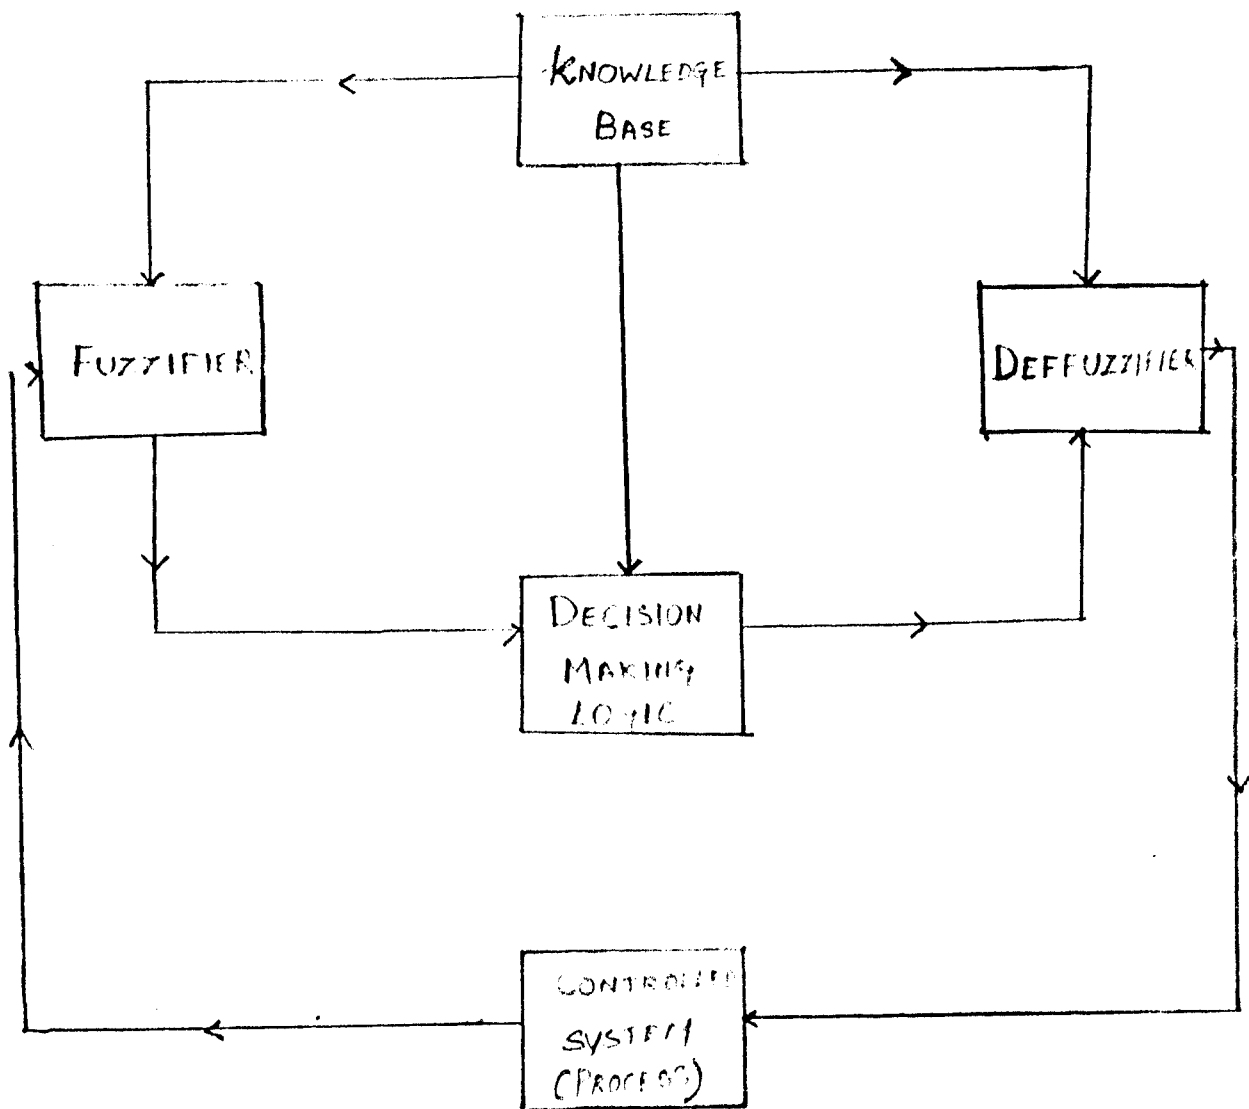 KNOWLEDGE
BASE
FUZZIFIER
DEFFUZZIFIER
DECISION
MAKING
LOGIC
CONTROLLED
SYSTEM
(PROCESS)